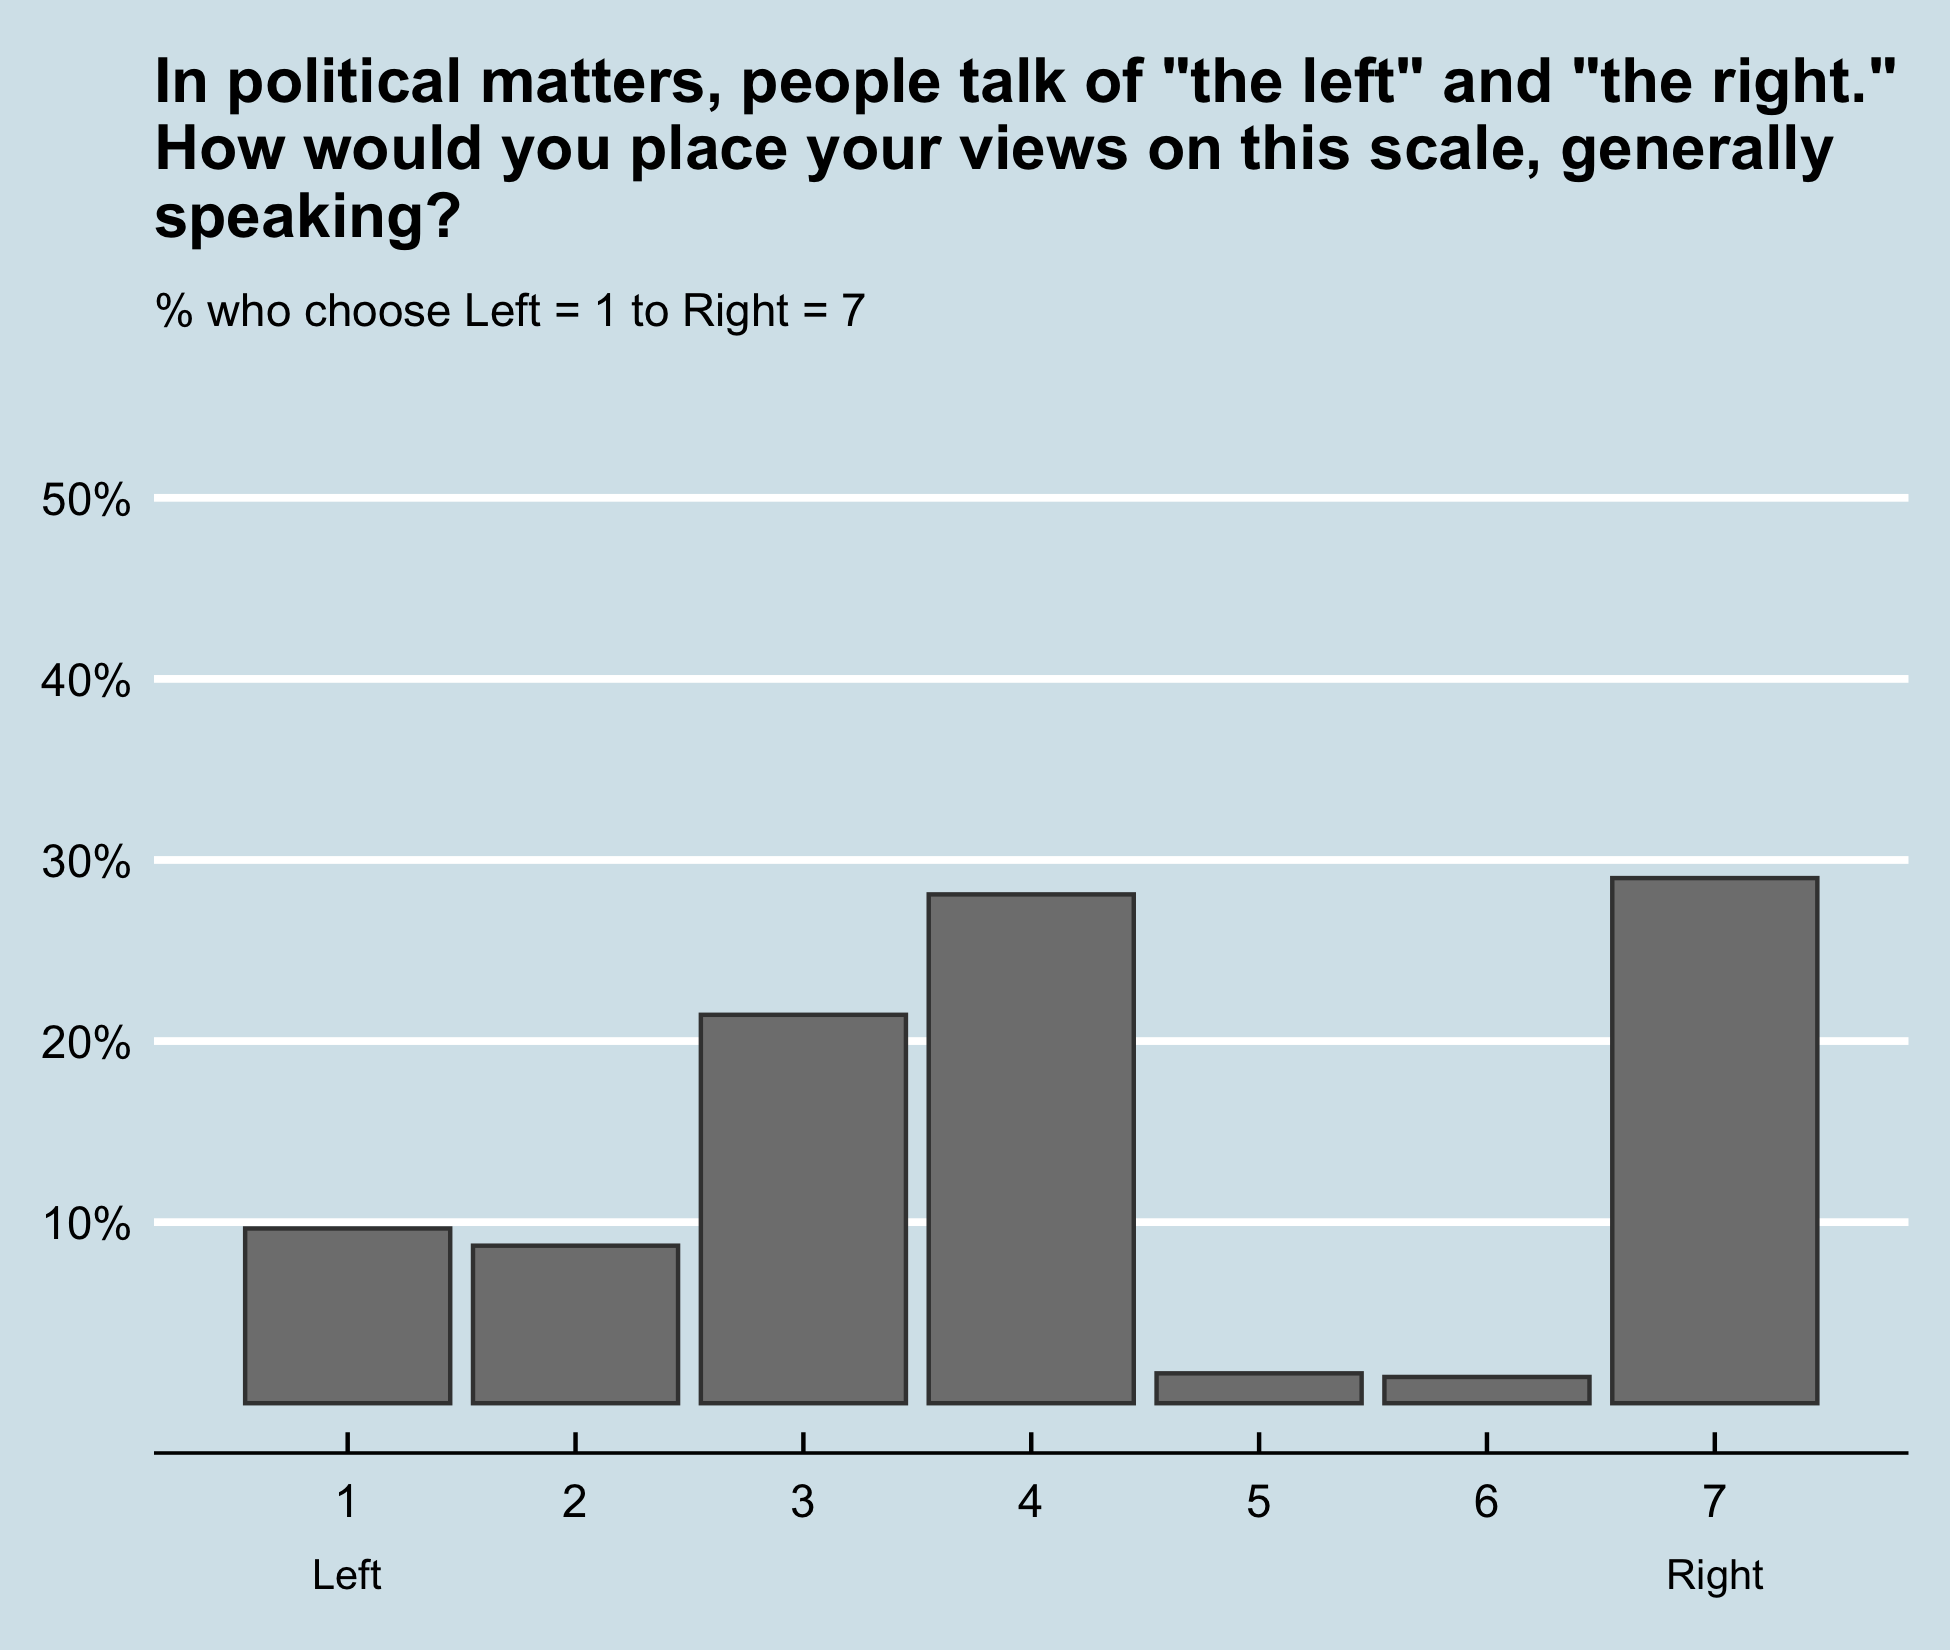 In political matters, people talk of "the left" and "the right."
How would you place your views on this scale, generally
speaking?
% who choose Left = 1 to Right = 7
50%
40%
30%
20%
10%
1 2 3 4 5 6 7
Left Right